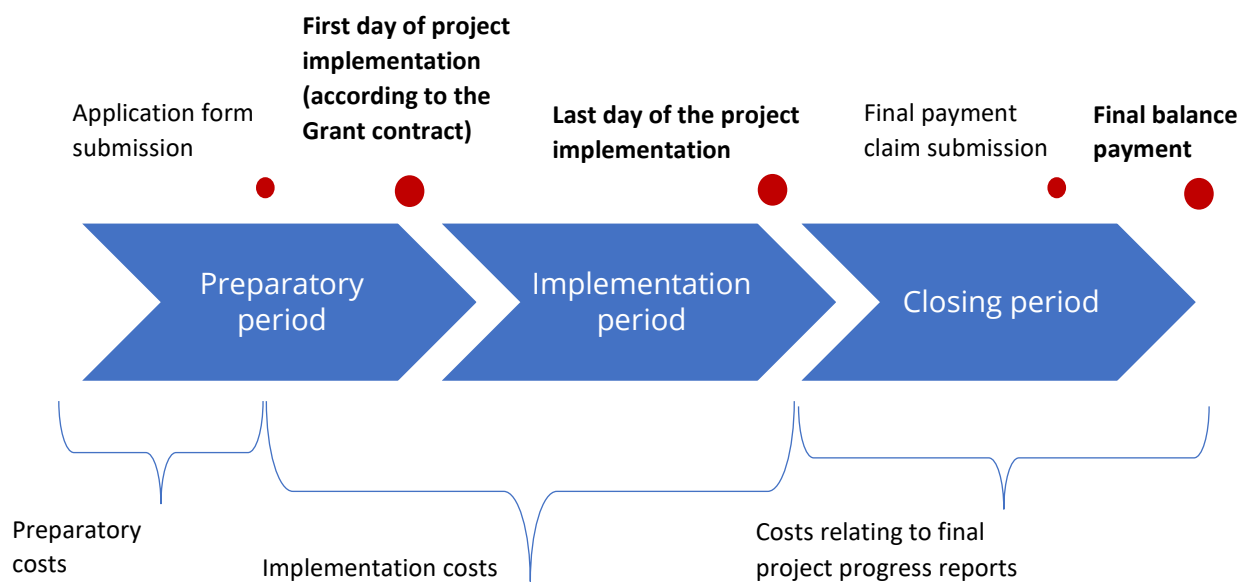 First day of project
implementation
(according to the
Grant contract)
Application form
submission
Last day of the project
implementation
Final payment
claim submission
Final balance
payment
Preparatory
period
Implementation
period
Closing period
Preparatory
costs
Implementation costs
Costs relating to final
project progress reports